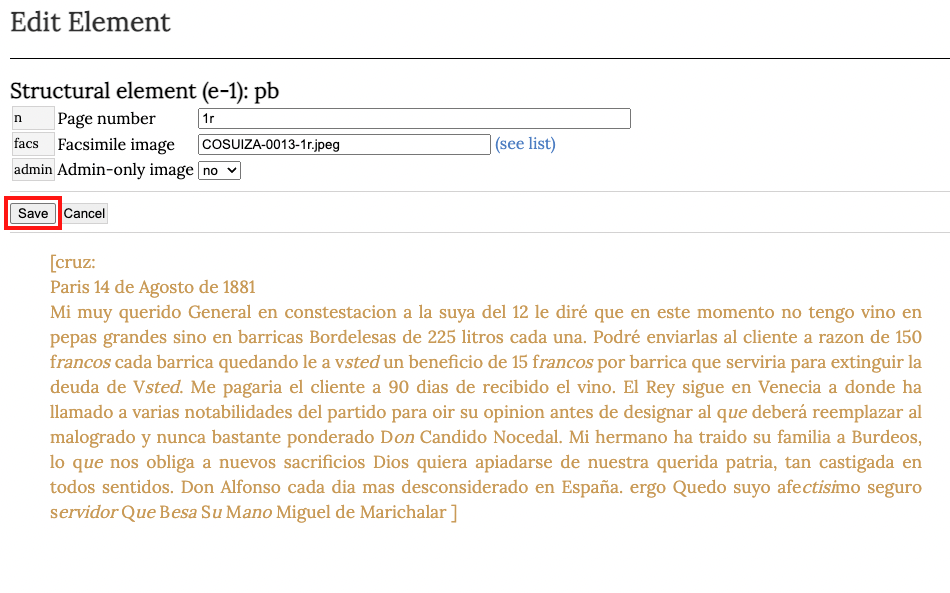 Edit Element
Structural element (e-1): pb
n Page number 1r
facs Facsimile image COSUIZA-0013-1r.jpeg (see list)
admin Admin-only image no
Save Cancel
[cruz:
Paris 14 de Agosto de 1881
Mi muy querido General en constestacion a la suya del 12 le diré que en este momento no tengo vino en
pepas grandes sino en barricas Bordelesas de 225 litros cada una. Podré enviarlas al cliente a razon de 150
francos cada barrica quedando le a vsted un beneficio de 15 francos por barrica que serviria para extinguir la
deuda de Vsted. Me pagaria el cliente a 90 dias de recibido el vino. El Rey sigue en Venecia a donde ha
llamado a varias notabilidades del partido para oir su opinion antes de designar al que deberá reemplazar al
malogrado y nunca bastante ponderado Don Candido Nocedal. Mi hermano ha traido su familia a Burdeos,
lo que nos obliga a nuevos sacrificios Dios quiera apiadarse de nuestra querida patria, tan castigada en
todos sentidos. Don Alfonso cada dia mas desconsiderado en España. ergo Quedo suyo afectisimo seguro
servidor Que Besa Su Mano Miguel de Marichalar ]